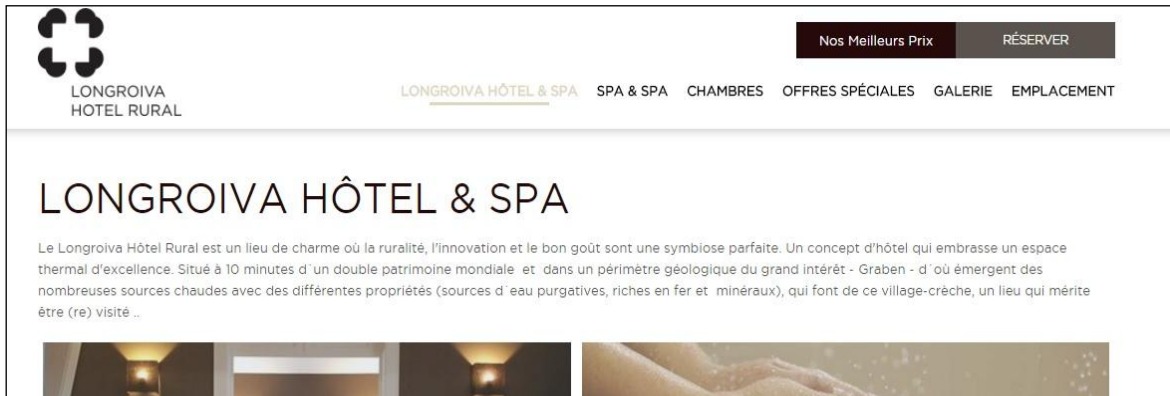 Nos Meilleurs Prix RÉSERVER
LONGROIVA
HOTEL RURAL
LONGROIVA HÔTEL & SPA SPA & SPA CHAMBRES OFFRES SPÉCIALES GALERIE EMPLACEMENT
LONGROIVA HÔTEL & SPA
Le Longroiva Hôtel Rural est un lieu de charme où la ruralité, l'innovation et le bon goût sont une symbiose parfaite. Un concept d'hôtel qui embrasse un espace
thermal d'excellence. Situé à 10 minutes d´un double patrimoine mondiale et dans un périmètre géologique du grand intérêt - Graben - d´où émergent des
nombreuses sources chaudes avec des différentes propriétés (sources d´eau purgatives, riches en fer et minéraux), qui font de ce village-crèche, un lieu qui mérite
être (re) visité ..